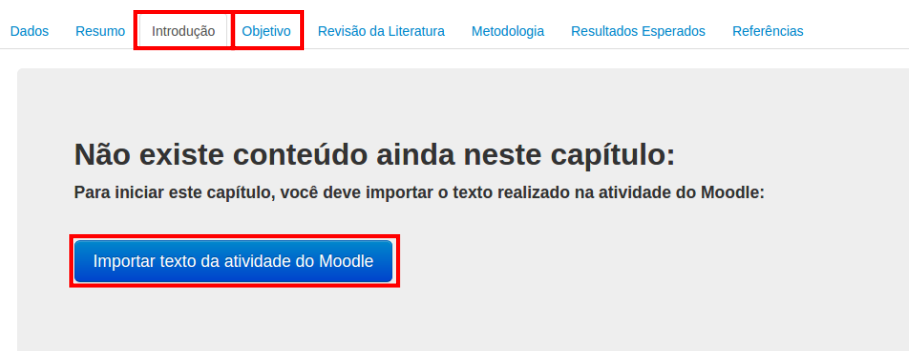 Dados Resumo Introdução Objetivo Revisão da Literatura Metodologia Resultados Esperados Referências
Não existe conteúdo ainda neste capítulo:
Para iniciar este capítulo, você deve importar o texto realizado na atividade do Moodle:
Importar texto da atividade do Moodle